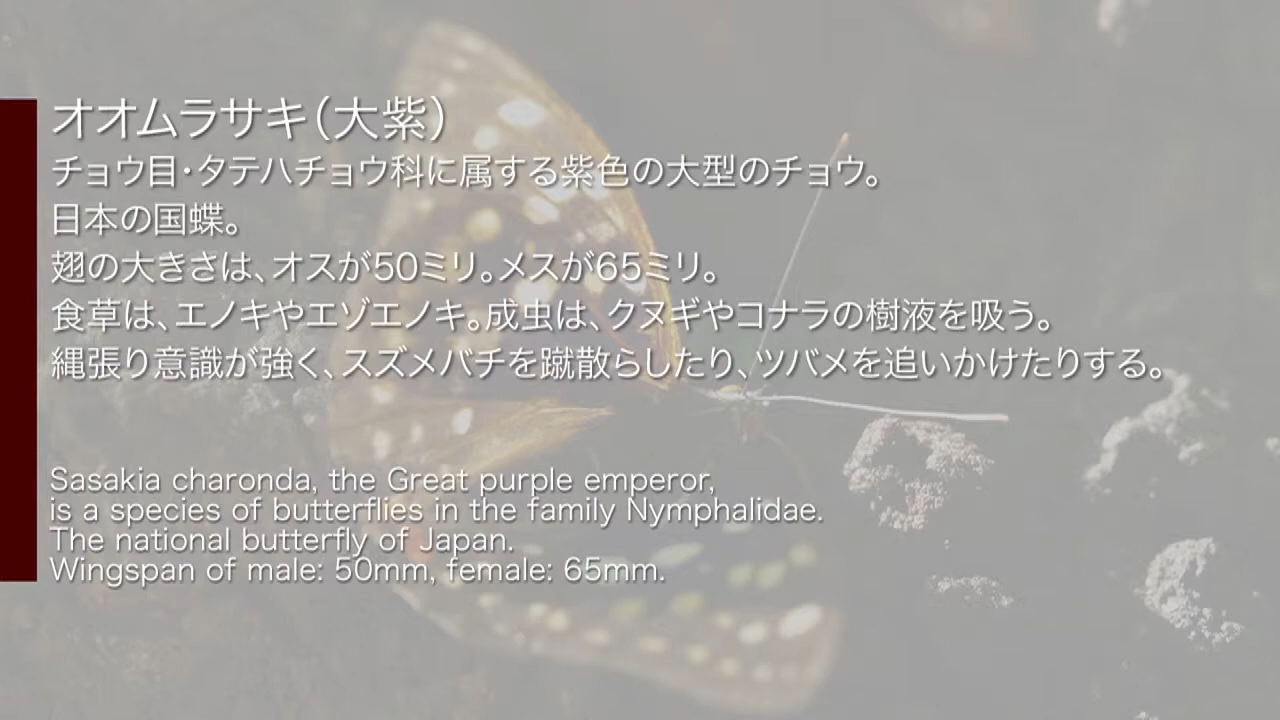 オオムラサキ（大紫）
チョウ目・タテハチョウ科に属する紫色の大型のチョウ。
日本の国蝶。
翅の大きさは、オスが50ミリ。メスが65ミリ。
食草は、エノキやエゾエノキ。成虫は、クヌギやコナラの樹液を吸う。
縄張り意識が強く、スズメバチを蹴散らしたり、ツバメを追いかけたりする。
Sasakia charonda, the Great purple emperor,
is a species of butterflies in the family Nymphalidae.
The national butterfly of Japan.
Wingspan of male: 50mm, female: 65mm.